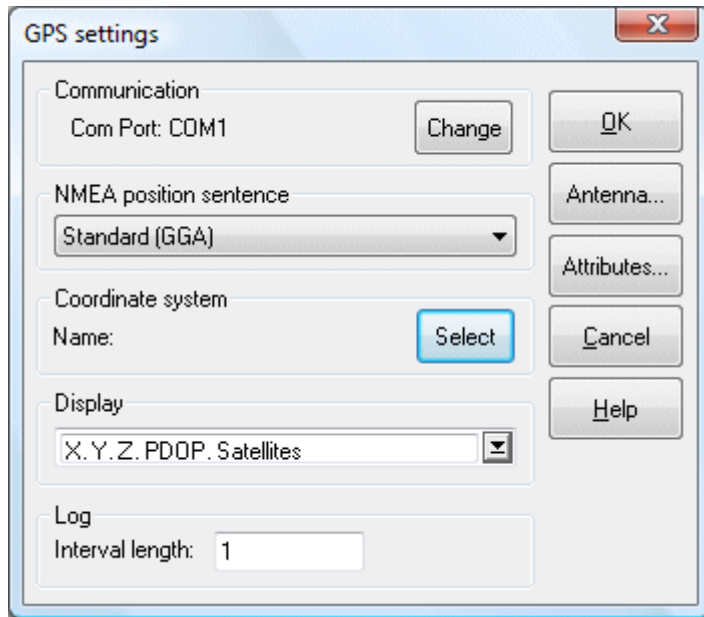 GPS settings
Communication
Com Port: COM1
Change
OK
NMEA position sentence
Standard (GGA)
Antenna...
Attributes...
Coordinate system
Name:
Select
Cancel
Display
X. Y. Z. PDOP. Satellites
Help
Log
Interval length: 1